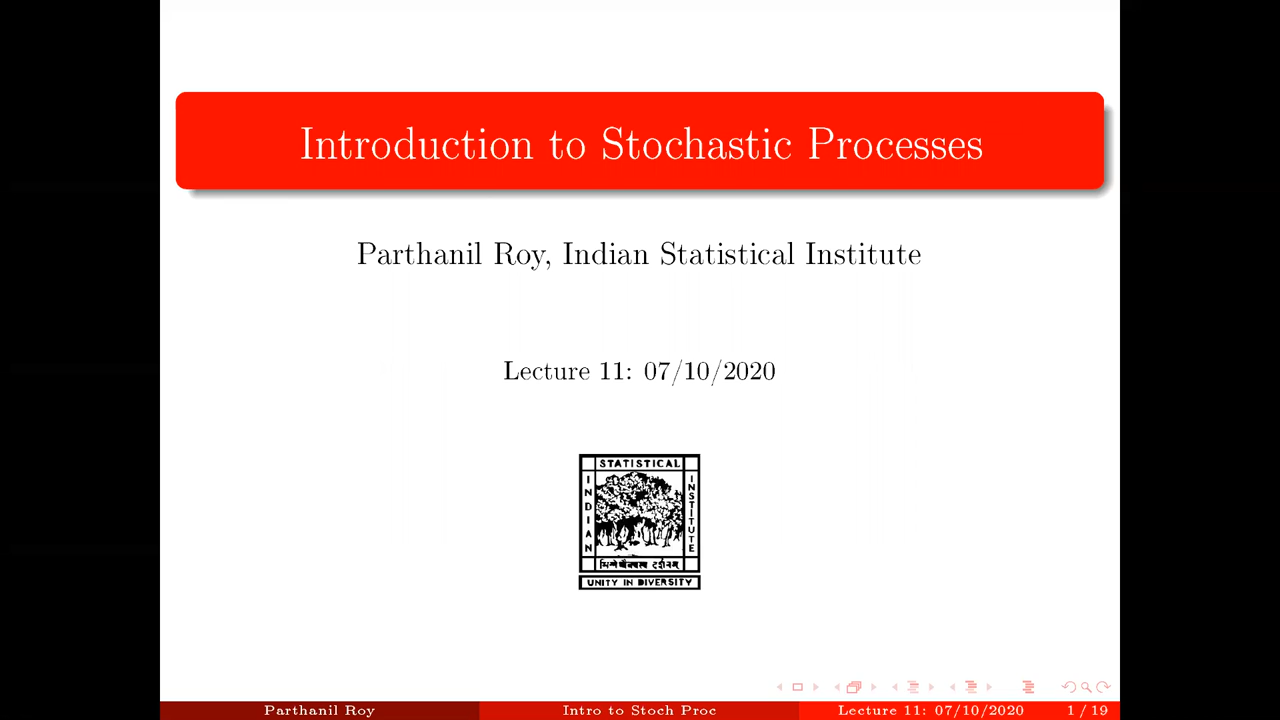 Introduction to Stochastic Processes
Parthanil Roy, Indian Statistical Institute
Lecture 11: 07/10/2020
STATISTICAL
INDIAN
INSTITUTE
UNITY IN DIVERSITY
Parthanil Roy
Intro to Stoch Proc
Lecture 11: 07/10/2020
1 / 19